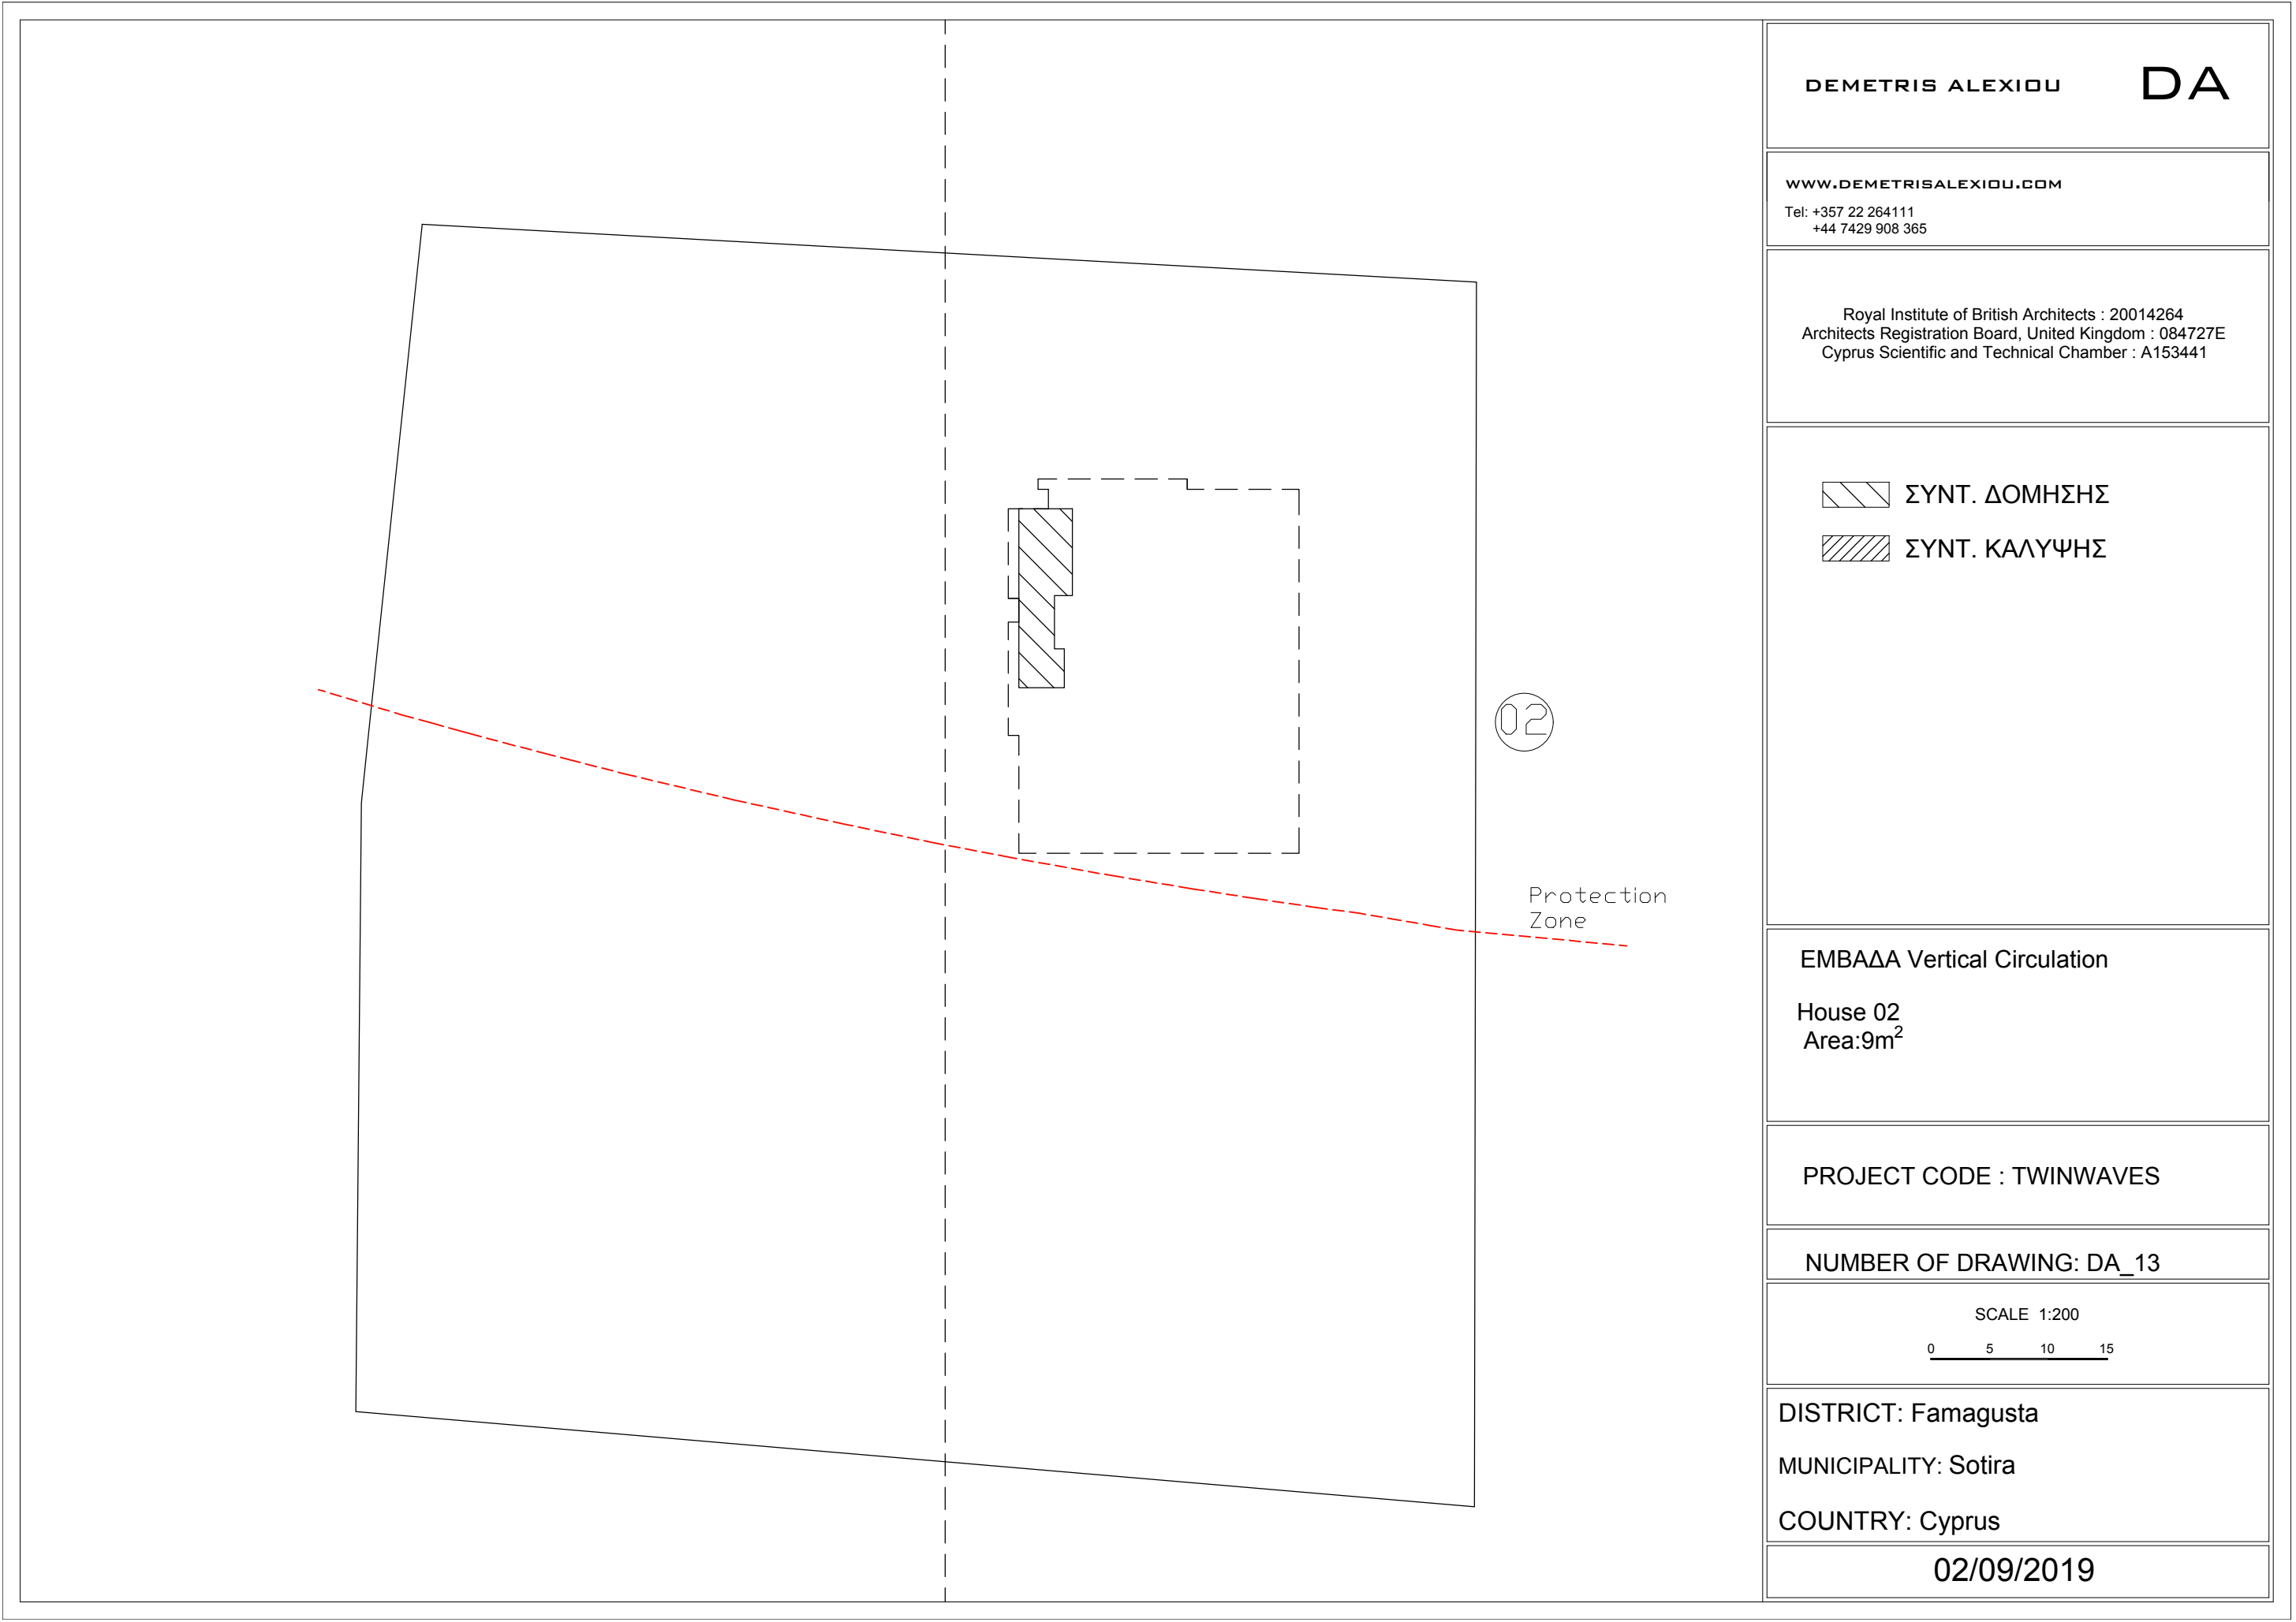 DEMETRIS ALEXIOU DA
WWW.DEMETRISALEXIOU.COM
Tel: +357 22 264111
+44 7429 908 365
Royal Institute of British Architects : 20014264
Architects Registration Board, United Kingdom : 084727E
Cyprus Scientific and Technical Chamber : A153441
ΣΥΝΤ. ΔΟΜΗΣΗΣ
ΣΥΝΤ. ΚΑΛΥΨΗΣ
02
Protection
Zone
ΕΜΒΑΔΑ Vertical Circulation
House 02
Area:9m²
PROJECT CODE : TWINWAVES
NUMBER OF DRAWING: DA_13
SCALE 1:200
0 5 10 15
DISTRICT: Famagusta
MUNICIPALITY: Sotira
COUNTRY: Cyprus
02/09/2019